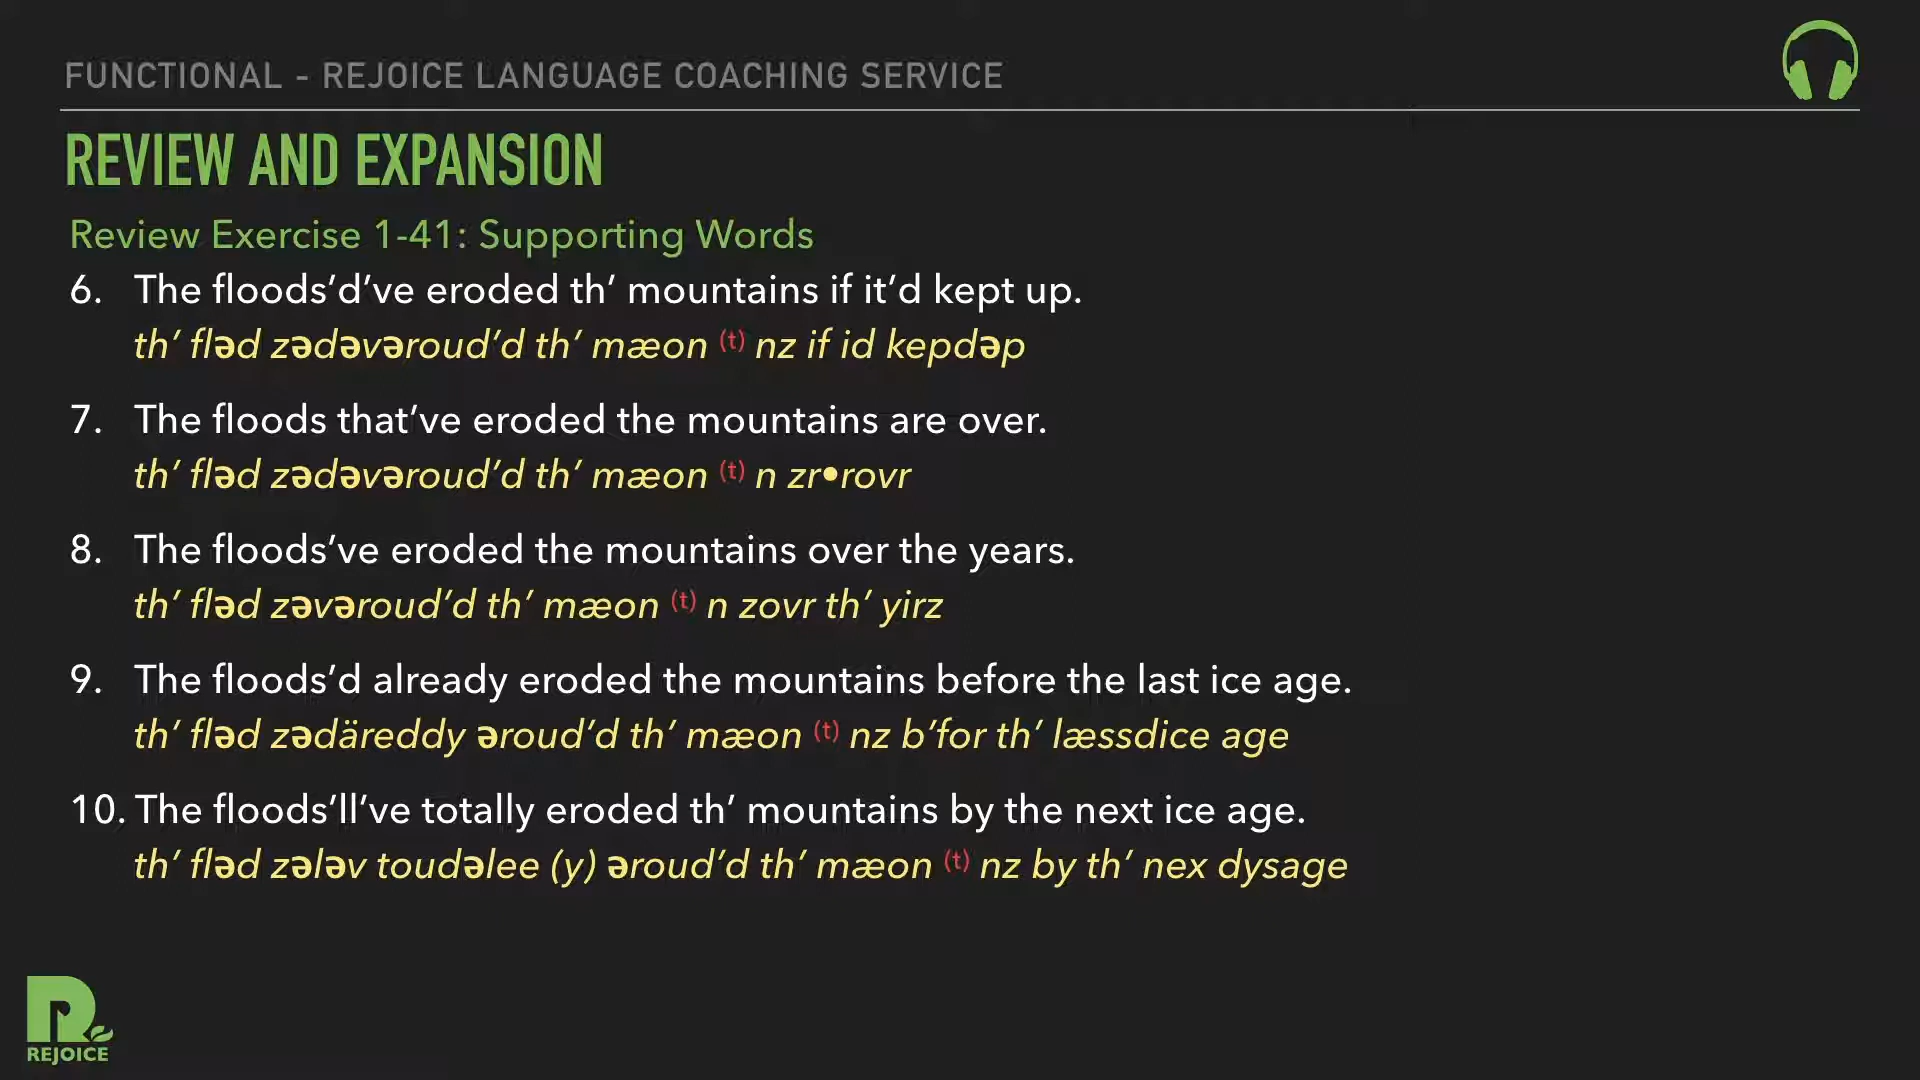 FUNCTIONAL - REJOICE LANGUAGE COACHING SERVICE
REVIEW AND EXPANSION
Review Exercise 1-41: Supporting Words
6. The floods’d’ve eroded th’ mountains if it’d kept up.
th’ fləd zədəvəroud’d th’ mæon (t) nz if id kepdəp
7. The floods that’ve eroded the mountains are over.
th’ fləd zədəvəroud’d th’ mæon (t) n zr•rovr
8. The floods’ve eroded the mountains over the years.
th’ fləd zəvəroud’d th’ mæon (t) n zovr th’ yirz
9. The floods’d already eroded the mountains before the last ice age.
th’ fləd zədäreddy əroud’d th’ mæon (t) nz b’for th’ læssdice age
10. The floods’ll’ve totally eroded th’ mountains by the next ice age.
th’ fləd zələv toudəlee (y) əroud’d th’ mæon (t) nz by th’ nex dysage
REJOICE